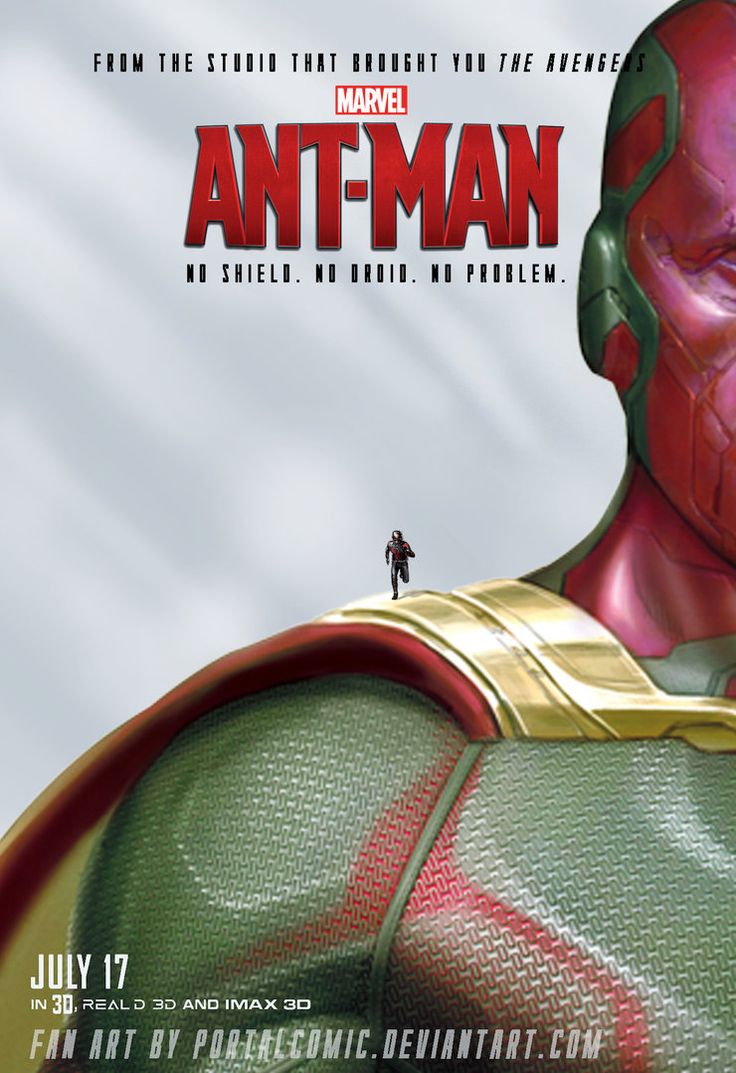 FROM THE STUDIO THAT BROUGHT YOU THE AVENGERS
MARVEL
ANT-MAN
NO SHIELD. NO DROID. NO PROBLEM.
JULY 17
IN 3D, REAL D 3D AND IMAX 3D
FAN ART BY PORTALCOMIC.DEVIANTART.COM